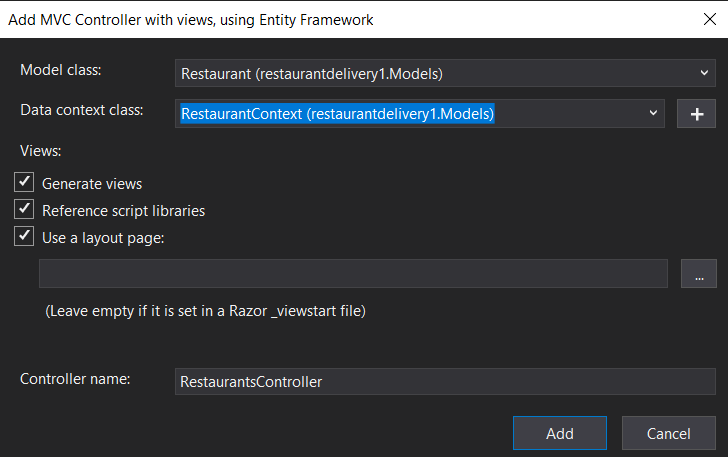 Add MVC Controller with views, using Entity Framework
Model class: Restaurant (restaurantdelivery1.Models)
Data context class: RestaurantContext (restaurantdelivery1.Models) +
Views:
Generate views
Reference script libraries
Use a layout page:
...
(Leave empty if it is set in a Razor _viewstart file)
Controller name: RestaurantsController
Add Cancel